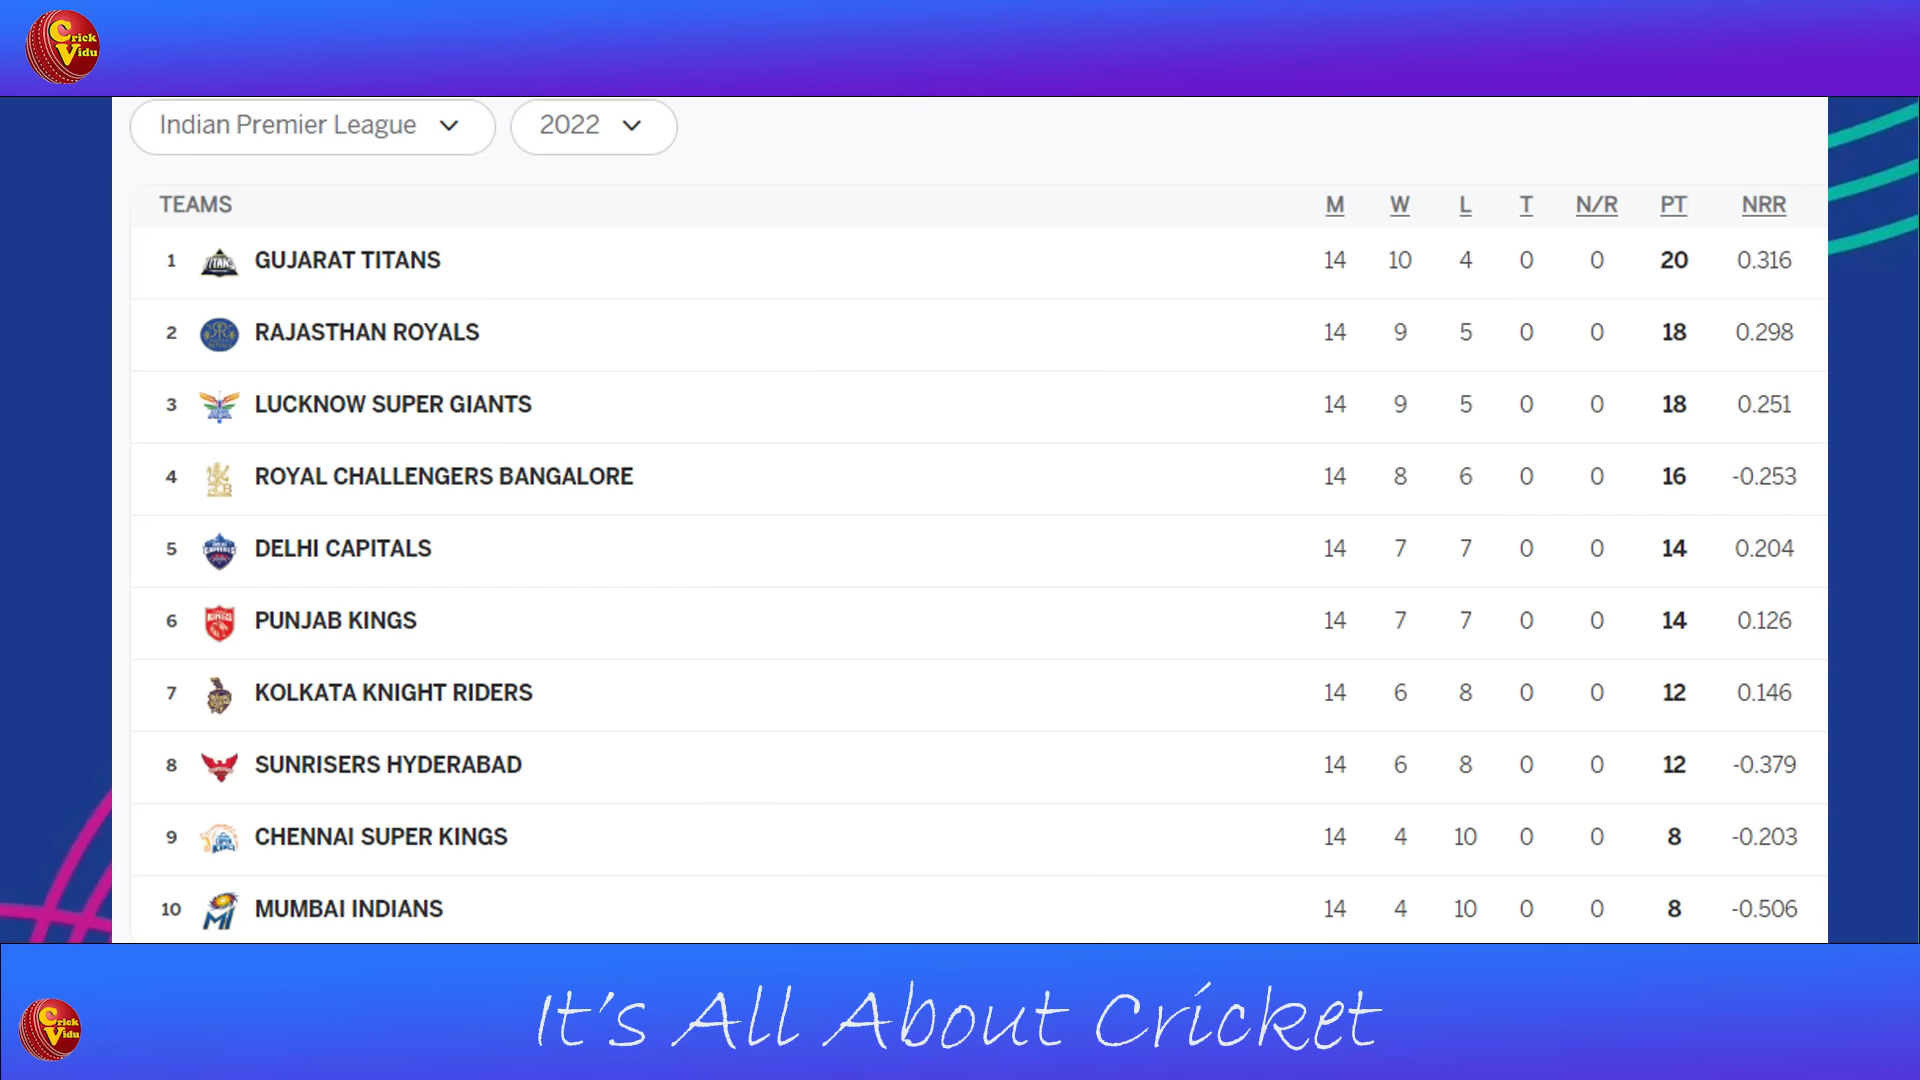 Crick
Vidu
Indian Premier League 2022
TEAMS M W L T N/R PT NRR
1 GUJARAT TITANS 14 10 4 0 0 20 0.316
2 RAJASTHAN ROYALS 14 9 5 0 0 18 0.298
3 LUCKNOW SUPER GIANTS 14 9 5 0 0 18 0.251
4 ROYAL CHALLENGERS BANGALORE 14 8 6 0 0 16 -0.253
5 DELHI CAPITALS 14 7 7 0 0 14 0.204
6 PUNJAB KINGS 14 7 7 0 0 14 0.126
7 KOLKATA KNIGHT RIDERS 14 6 8 0 0 12 0.146
8 SUNRISERS HYDERABAD 14 6 8 0 0 12 -0.379
9 CHENNAI SUPER KINGS 14 4 10 0 0 8 -0.203
10 MUMBAI INDIANS 14 4 10 0 0 8 -0.506
It's All About Cricket
Crick
Vidu